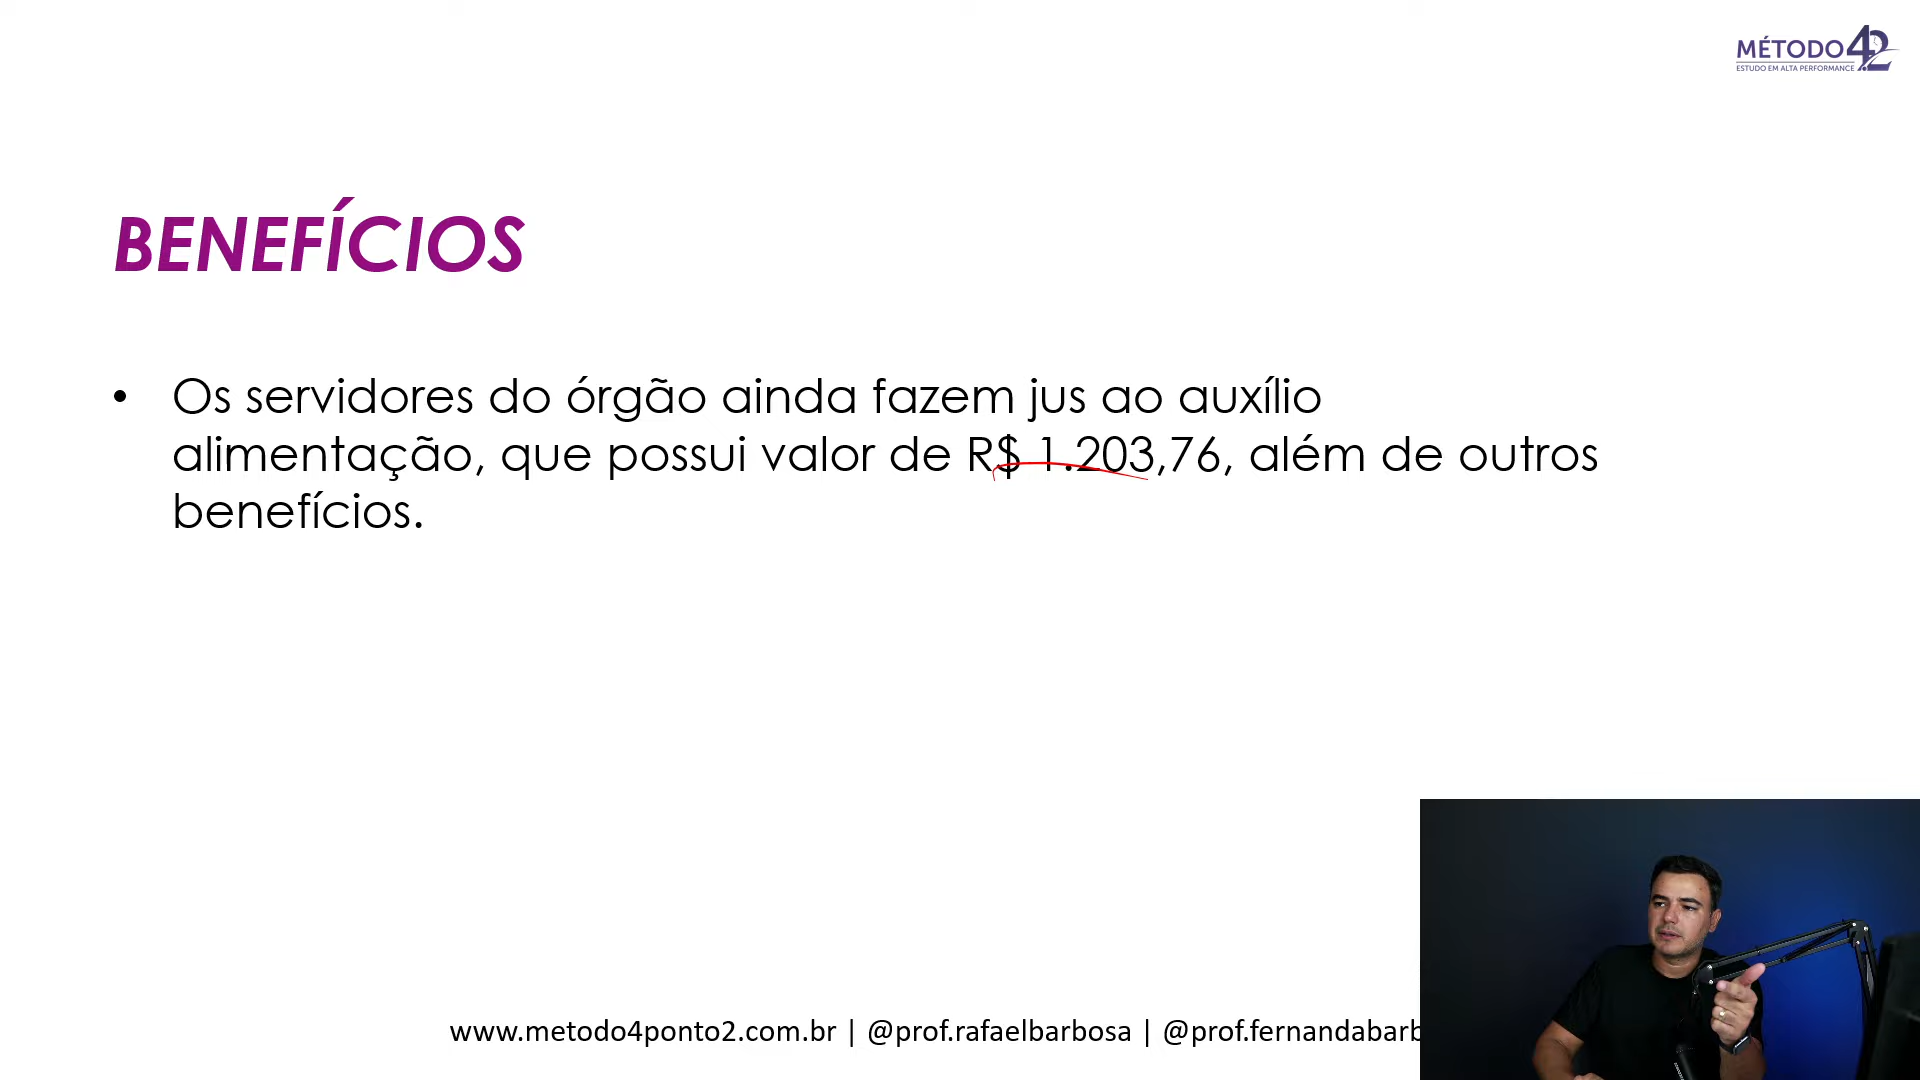 MÉTODO 4.2
ESTUDO EM ALTA PERFORMANCE
BENEFÍCIOS
• Os servidores do órgão ainda fazem jus ao auxílio
alimentação, que possui valor de R$ 1.203,76, além de outros
benefícios.
www.metodo4ponto2.com.br | @prof.rafaelbarbosa | @prof.fernandabarb